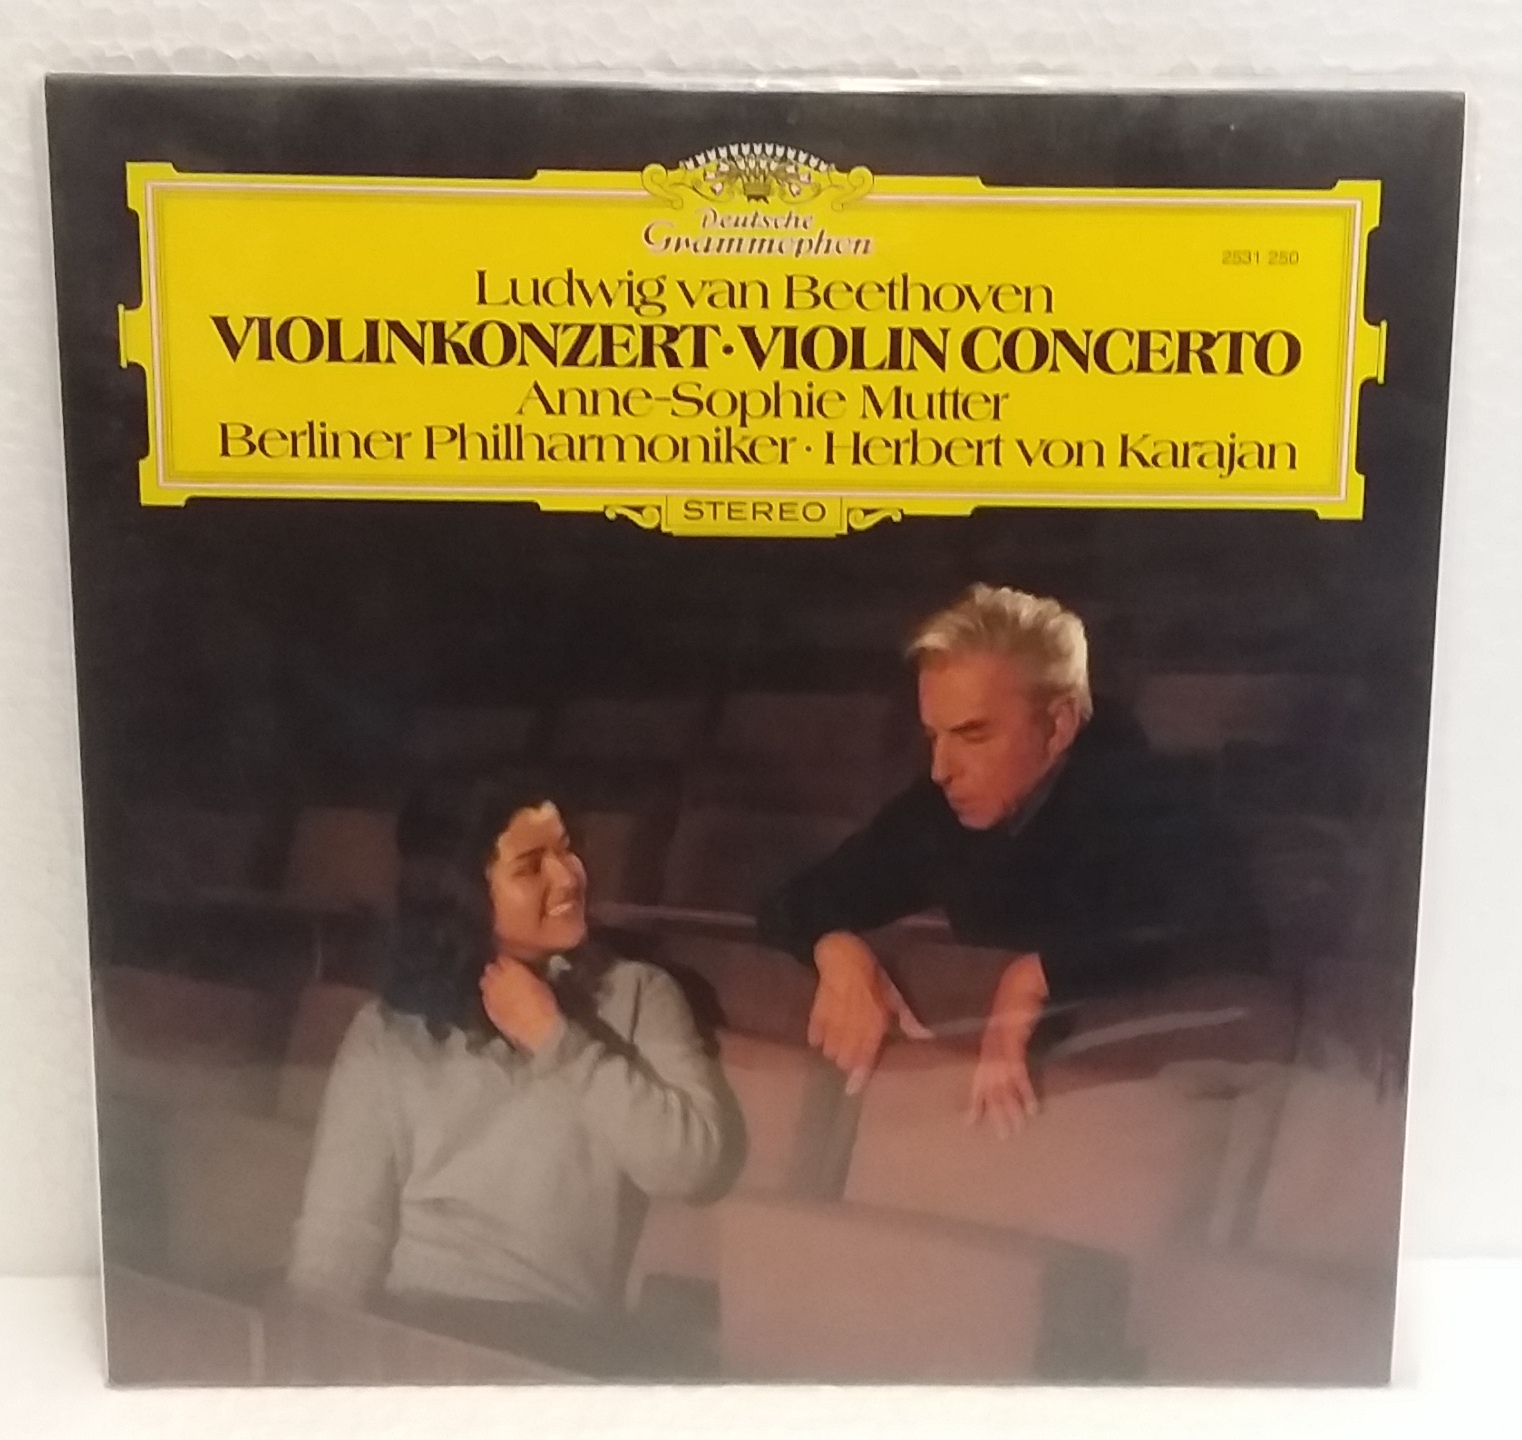 Deutsche
Grammophon
2531 250
Ludwig van Beethoven
VIOLINKONZERT · VIOLIN CONCERTO
Anne-Sophie Mutter
Berliner Philharmoniker · Herbert von Karajan
STEREO